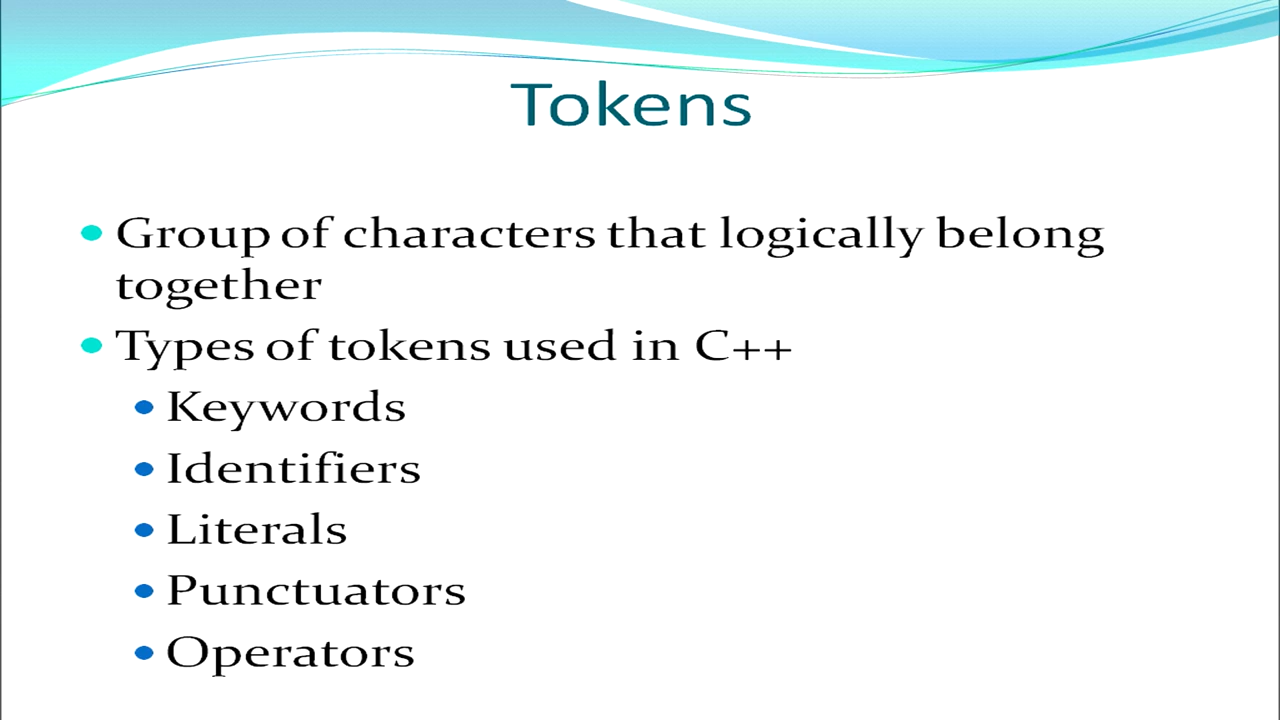 Tokens
Group of characters that logically belong
together
Types of tokens used in C++
Keywords
Identifiers
Literals
Punctuators
Operators